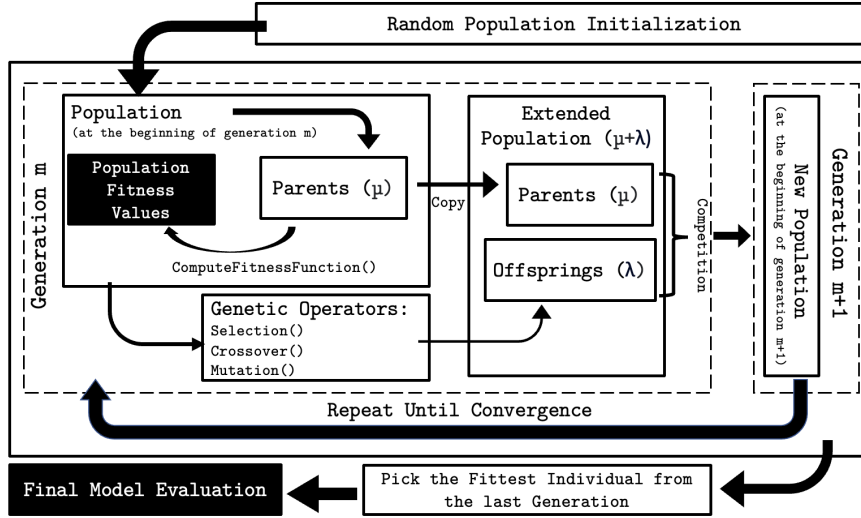 Random Population Initialization
Generation m
Population
(at the beginning of generation m)
Population
Fitness
Values
Parents (μ)
ComputeFitnessFunction()
Copy
Genetic Operators:
Selection()
Crossover()
Mutation()
Extended
Population (μ+λ)
Parents (μ)
Offsprings (λ)
Competition
New Population
(at the beginning of generation m+1)
Generation m+1
Repeat Until Convergence
Pick the Fittest Individual from
the last Generation
Final Model Evaluation